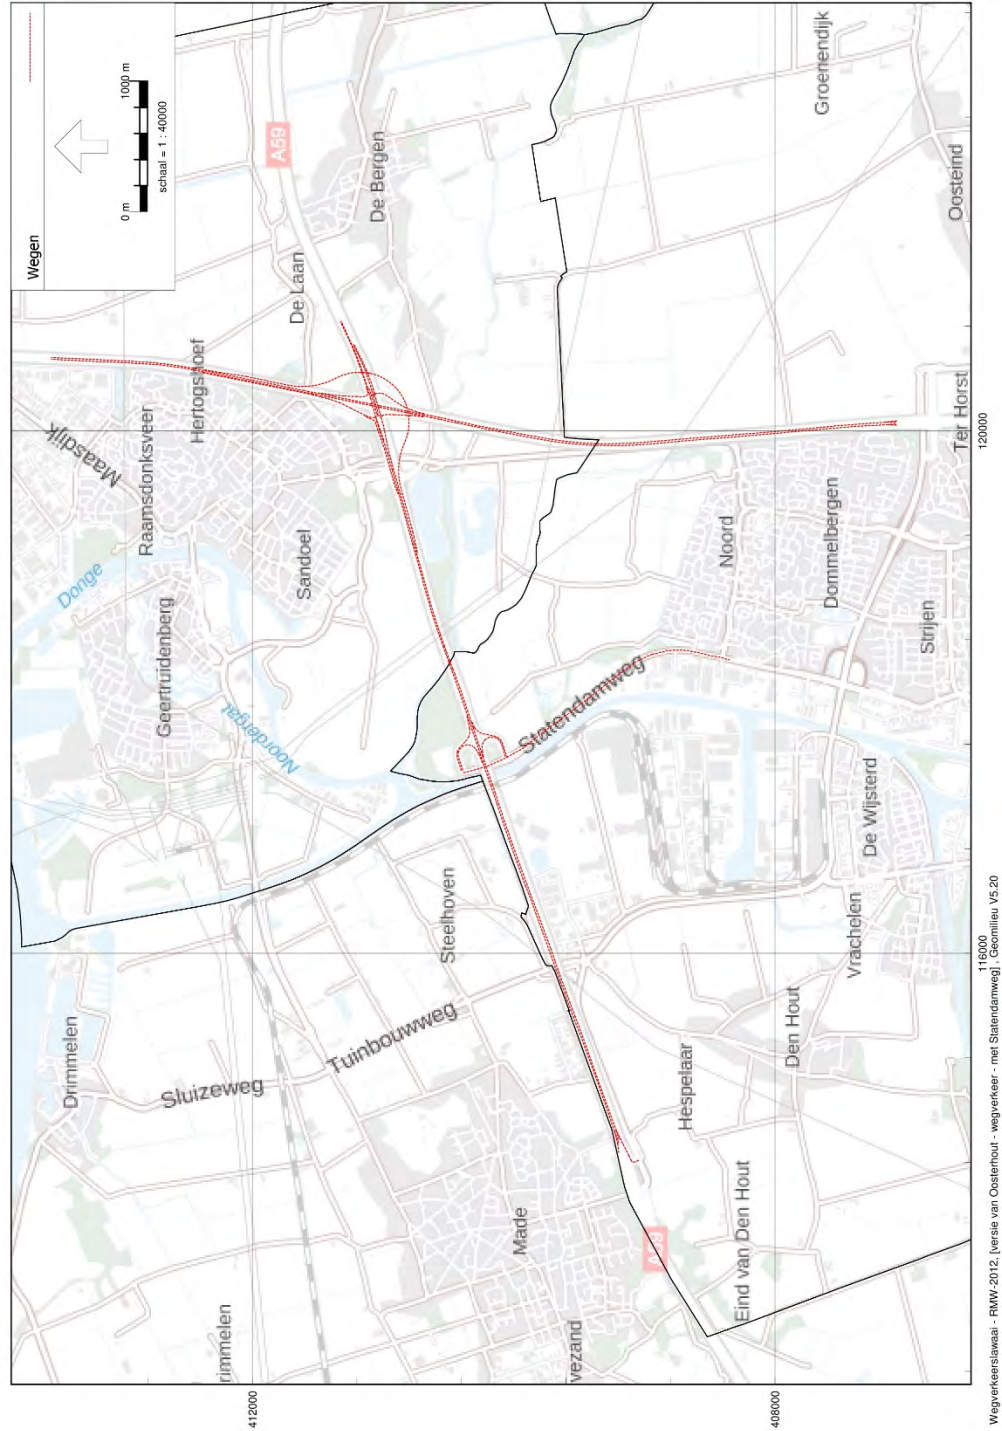 Wegen
0 m
1000 m
schaal = 1 : 40000
A59
Groenendijk
De Bergen
Oosteind
De Laan
Hertogshoef
Maasdijk
Raamsdonksveer
Ter Horst
120000
Donge
Sandoel
Noord
Dommelbergen
Geertruidenberg
Strijen
Noordergat
Statendamweg
De Wijsterd
Steelhoven
Vrachelen
116000
Drimmelen
Tuinbouwweg
Sluizeweg
Den Hout
Hespelaar
Made
A59
Eind van Den Hout
rimmelen
vezand
412000
408000
Wegverkeerslawaai - RMW-2012, [versie van Oosterhout - wegverkeer - met Statendamweg] , Geomilieu V5.20